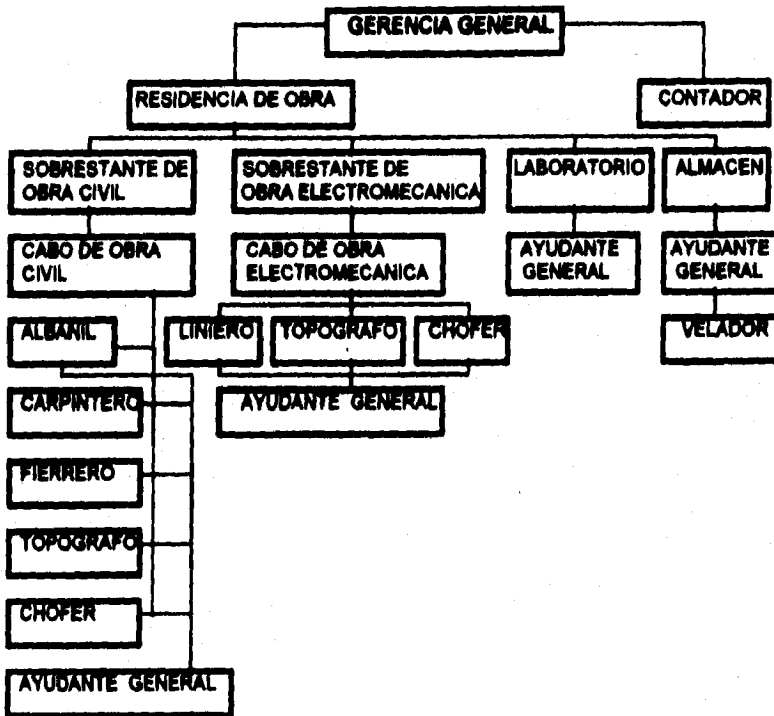 GERENCIA GENERAL
RESIDENCIA DE OBRA
CONTADOR
SOBRESTANTE DE
OBRA CIVIL
SOBRESTANTE DE
OBRA ELECTROMECANICA
LABORATORIO
ALMACEN
CABO DE OBRA
CIVIL
CABO DE OBRA
ELECTROMECANICA
AYUDANTE
GENERAL
AYUDANTE
GENERAL
ALBANIL
LINIERO
TOPOGRAFO
CHOFER
VELADOR
CARPINTERO
AYUDANTE GENERAL
FIERRERO
TOPOGRAFO
CHOFER
AYUDANTE GENERAL